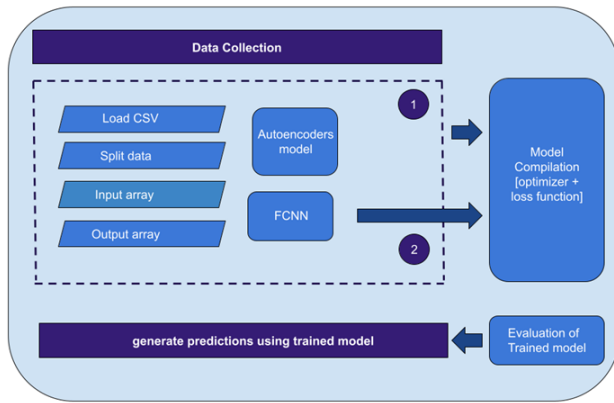 Data Collection
Load CSV
Split data
Input array
Output array
Autoencoders
model
FCNN
1
2
Model
Compilation
[optimizer +
loss function]
generate predictions using trained model
Evaluation of
Trained model